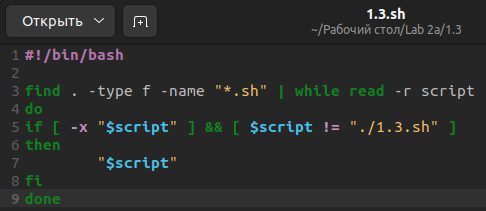 Открыть
1.3.sh
~/Рабочий стол/Lab 2a/1.3
1 #!/bin/bash
2
3 find . -type f -name "*.sh" | while read -r script
4 do
5 if [ -x "$script" ] && [ $script != "./1.3.sh" ]
6 then
7         "$script"
8 fi
9 done